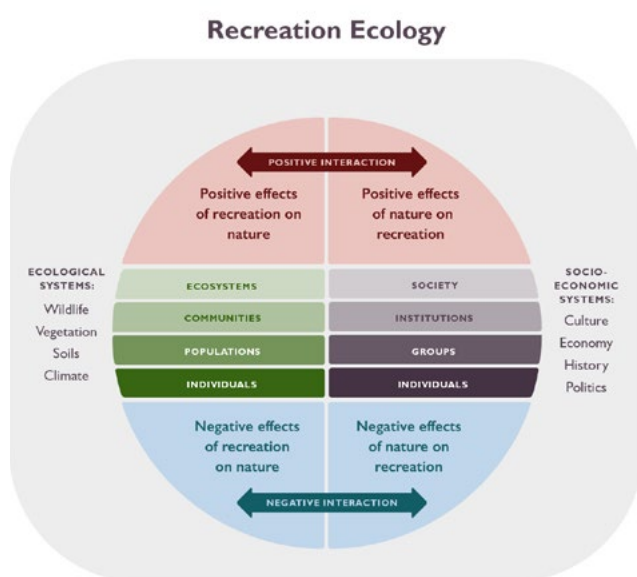 Recreation Ecology
POSITIVE INTERACTION
Positive effects
of recreation on
nature
Positive effects
of nature on
recreation
ECOLOGICAL
SYSTEMS:
Wildlife
Vegetation
Soils
Climate
ECOSYSTEMS
COMMUNITIES
POPULATIONS
INDIVIDUALS
SOCIETY
INSTITUTIONS
GROUPS
INDIVIDUALS
SOCIO-
ECONOMIC
SYSTEMS:
Culture
Economy
History
Politics
Negative effects
of recreation
on nature
Negative effects
of nature on
recreation
NEGATIVE INTERACTION